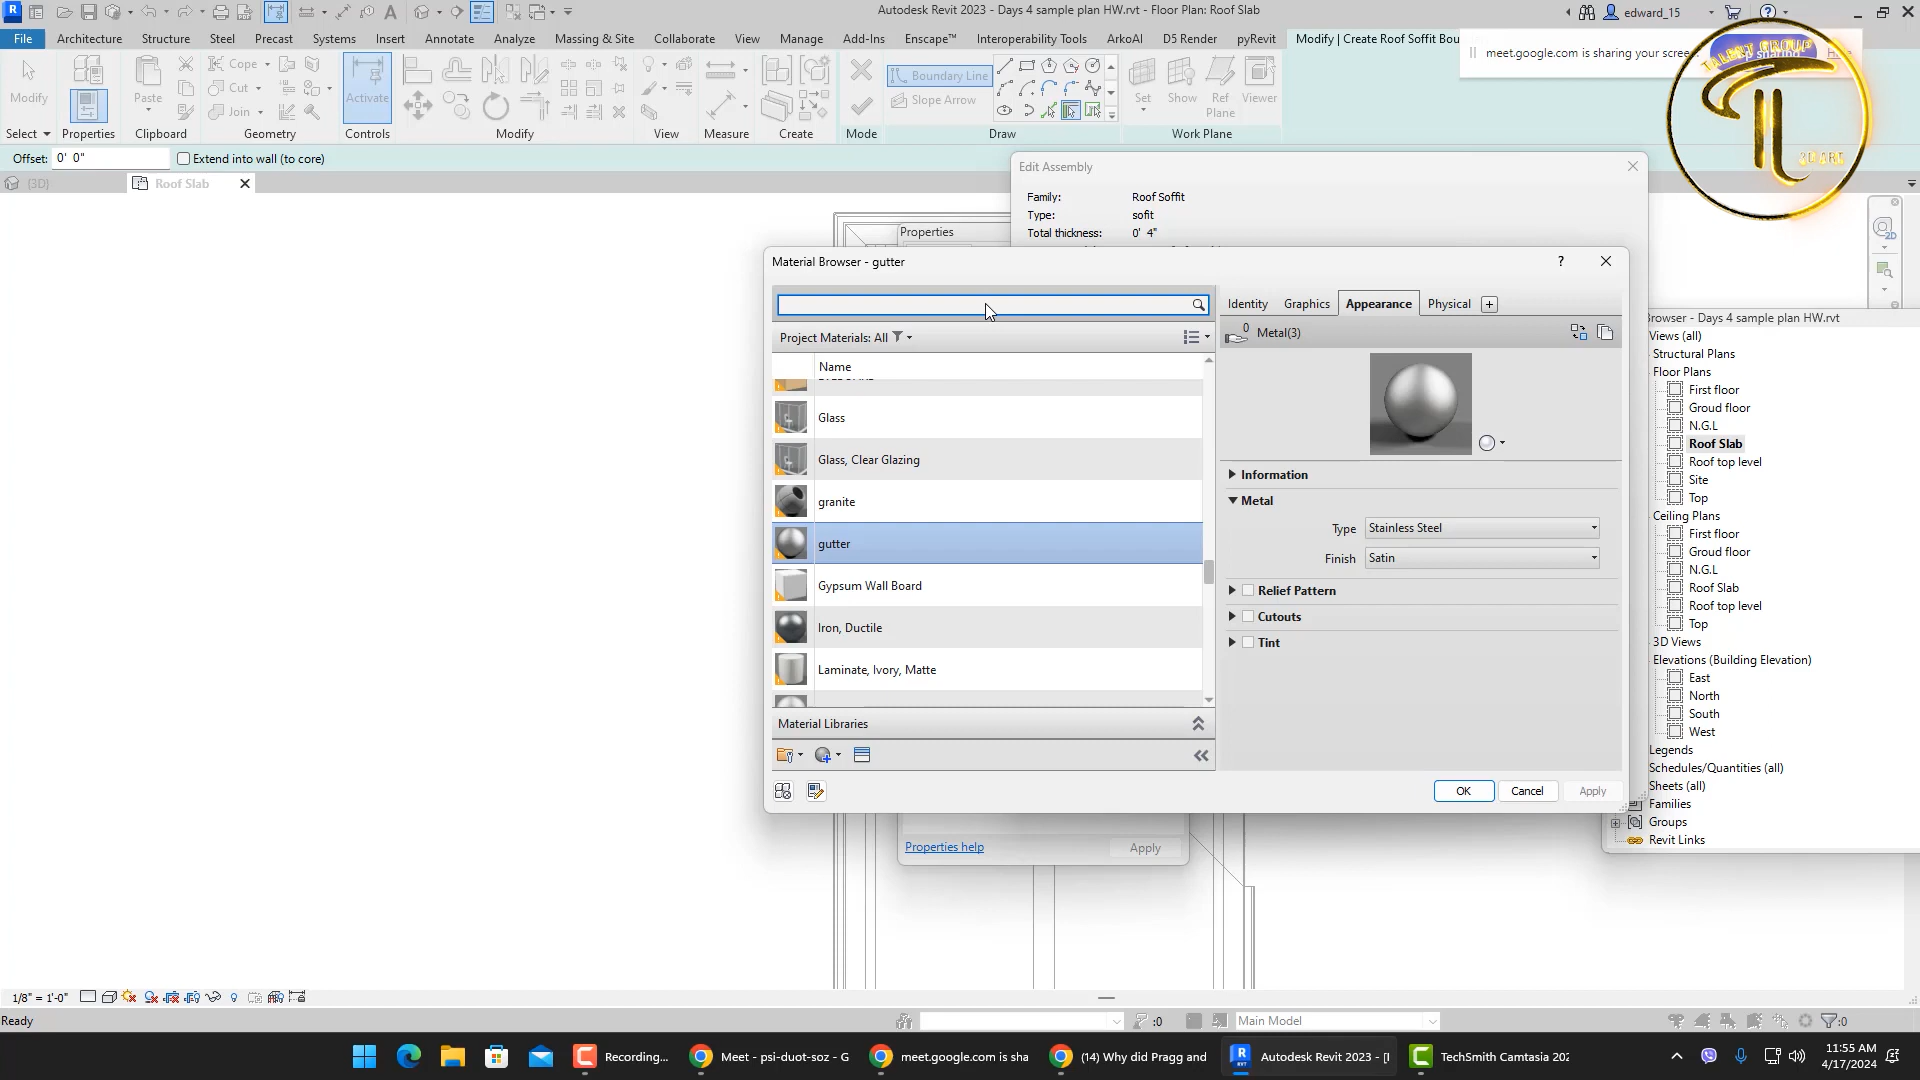 Autodesk Revit 2023 - Days 4 sample plan HW.rvt - Floor Plan: Roof Slab
edward_15
File
Architecture
Structure
Steel
Precast
Systems
Insert
Annotate
Analyze
Massing & Site
Collaborate
View
Manage
Add-Ins
Enscape™
Interoperability Tools
ArkoAI
D5 Render
pyRevit
Modify | Create Roof Soffit Bou
meet.google.com is sharing your screen
TALENT GROUP
2D ART
Modify
Paste
Cope
Cut
Join
Activate
Boundary Line
Slope Arrow
Set
Show
Ref Plane
Viewer
Select
Properties
Clipboard
Geometry
Controls
Modify
View
Measure
Create
Mode
Draw
Work Plane
Offset: 0' 0"
Extend into wall (to core)
(3D)
Roof Slab
Edit Assembly
Family: Roof Soffit
Type: sofit
Total thickness: 0' 4"
Properties
Material Browser - gutter
Project Materials: All
Name
Glass
Glass, Clear Glazing
granite
gutter
Gypsum Wall Board
Iron, Ductile
Laminate, Ivory, Matte
Material Libraries
Identity
Graphics
Appearance
Physical
0
Metal(3)
Information
Metal
Type Stainless Steel
Finish Satin
Relief Pattern
Cutouts
Tint
OK
Cancel
Apply
Properties help
Apply
Browser - Days 4 sample plan HW.rvt
Views (all)
Structural Plans
Floor Plans
First floor
Groud floor
N.G.L
Roof Slab
Roof top level
Site
Top
Ceiling Plans
First floor
Groud floor
N.G.L
Roof Slab
Roof top level
Top
3D Views
Elevations (Building Elevation)
East
North
South
West
Legends
Schedules/Quantities (all)
Sheets (all)
Families
Groups
Revit Links
1/8" = 1'-0"
Ready
:0
Main Model
:0
Recording...
Meet - psi-duot-soz - G
meet.google.com is sha
(14) Why did Pragg and
Autodesk Revit 2023 - [
TechSmith Camtasia 202
11:55 AM
4/17/2024